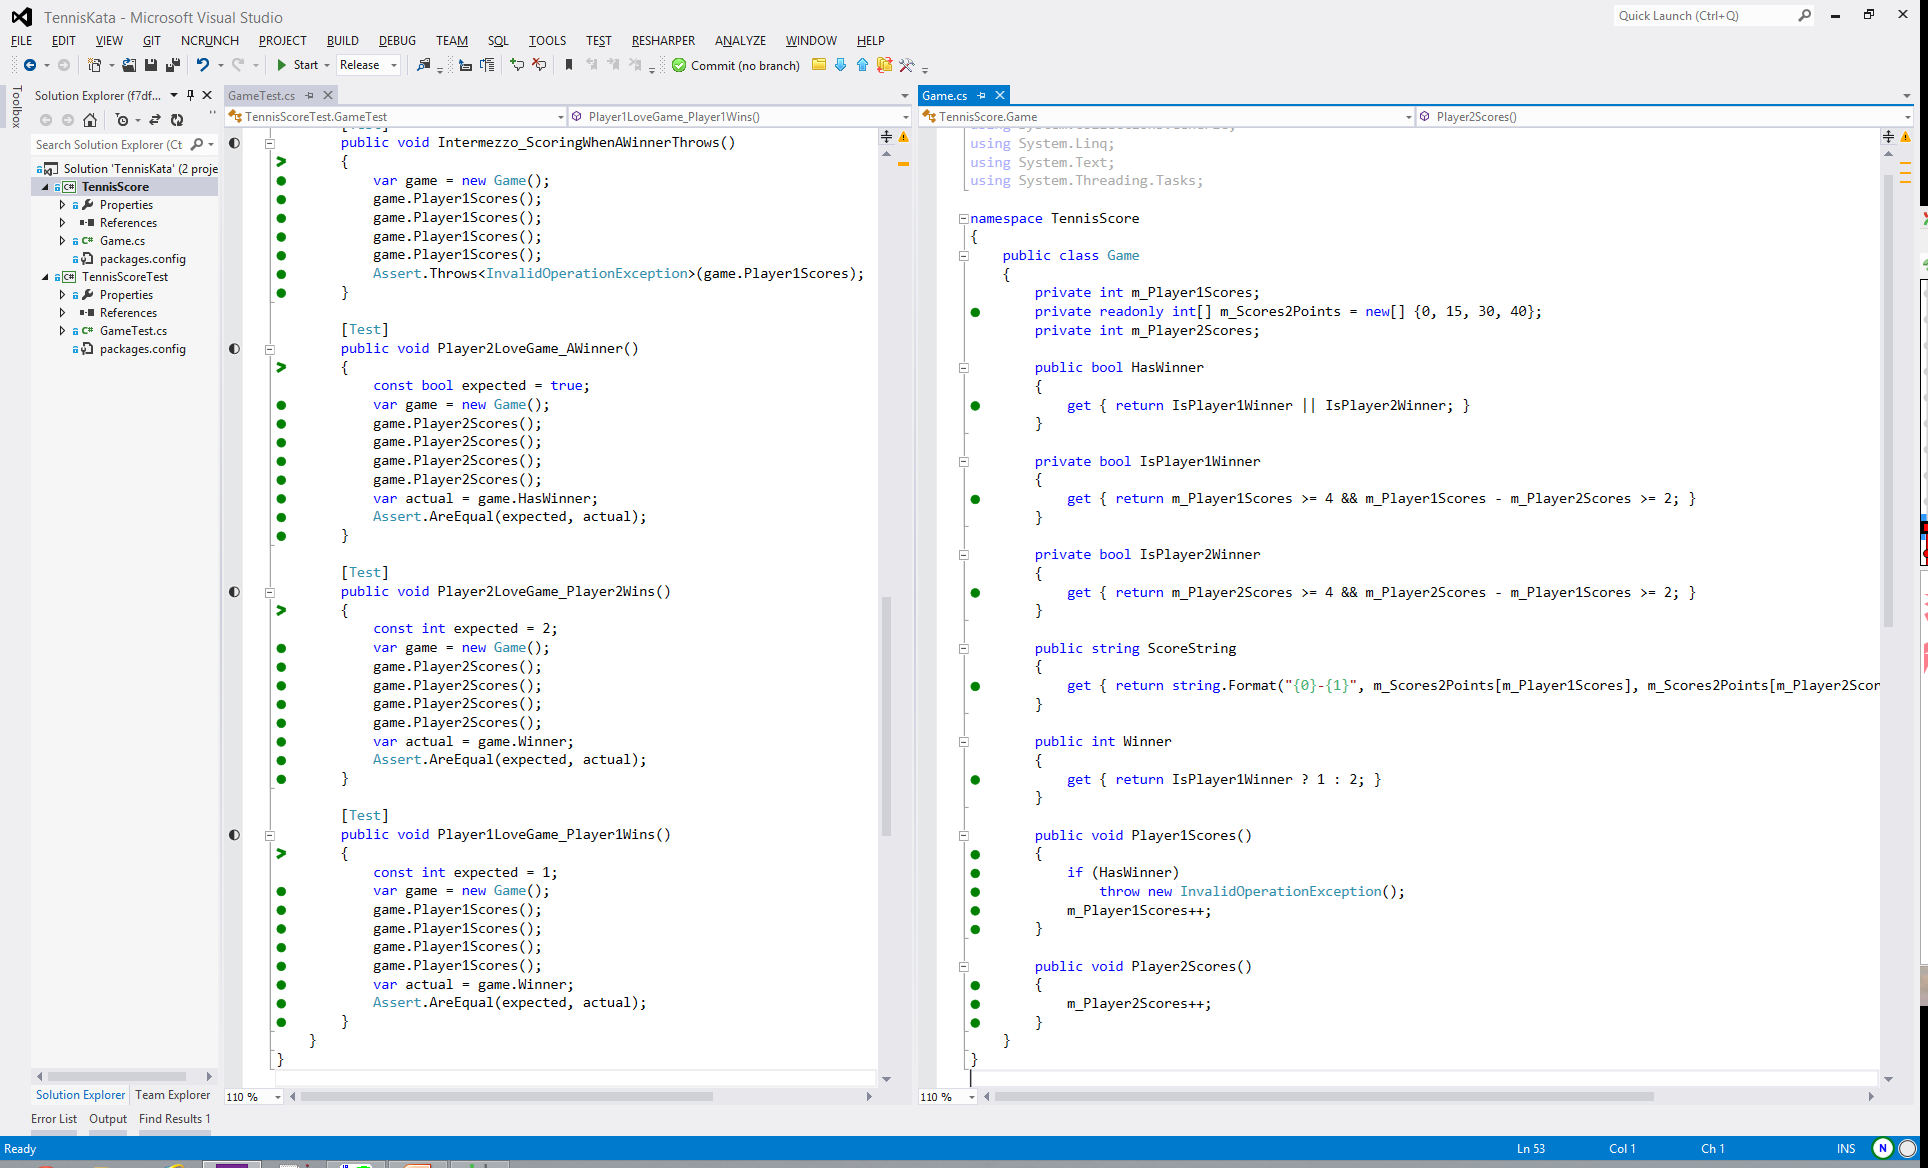 TennisKata - Microsoft Visual Studio
Quick Launch (Ctrl+Q)
FILE EDIT VIEW GIT NCRUNCH PROJECT BUILD DEBUG TEAM SQL TOOLS TEST RESHARPER ANALYZE WINDOW HELP
Start Release Commit (no branch)
Toolbox
Solution Explorer (f7df...
Search Solution Explorer (Ct
Solution 'TennisKata' (2 proje
TennisScore
Properties
References
Game.cs
packages.config
TennisScoreTest
Properties
References
GameTest.cs
packages.config
Solution Explorer Team Explorer
GameTest.cs
TennisScoreTest.GameTest Player1LoveGame_Player1Wins()
[Test]
public void Intermezzo_ScoringWhenAWinnerThrows()
{
var game = new Game();
game.Player1Scores();
game.Player1Scores();
game.Player1Scores();
game.Player1Scores();
Assert.Throws<InvalidOperationException>(game.Player1Scores);
}
[Test]
public void Player2LoveGame_AWinner()
{
const bool expected = true;
var game = new Game();
game.Player2Scores();
game.Player2Scores();
game.Player2Scores();
game.Player2Scores();
var actual = game.HasWinner;
Assert.AreEqual(expected, actual);
}
[Test]
public void Player2LoveGame_Player2Wins()
{
const int expected = 2;
var game = new Game();
game.Player2Scores();
game.Player2Scores();
game.Player2Scores();
game.Player2Scores();
var actual = game.Winner;
Assert.AreEqual(expected, actual);
}
[Test]
public void Player1LoveGame_Player1Wins()
{
const int expected = 1;
var game = new Game();
game.Player1Scores();
game.Player1Scores();
game.Player1Scores();
game.Player1Scores();
var actual = game.Winner;
Assert.AreEqual(expected, actual);
}
}
}
110 %
Game.cs
TennisScore.Game Player2Scores()
using System.Collections.Generic;
using System.Linq;
using System.Text;
using System.Threading.Tasks;
namespace TennisScore
{
public class Game
{
private int m_Player1Scores;
private readonly int[] m_Scores2Points = new[] {0, 15, 30, 40};
private int m_Player2Scores;
public bool HasWinner
{
get { return IsPlayer1Winner || IsPlayer2Winner; }
}
private bool IsPlayer1Winner
{
get { return m_Player1Scores >= 4 && m_Player1Scores - m_Player2Scores >= 2; }
}
private bool IsPlayer2Winner
{
get { return m_Player2Scores >= 4 && m_Player2Scores - m_Player1Scores >= 2; }
}
public string ScoreString
{
get { return string.Format("{0}-{1}", m_Scores2Points[m_Player1Scores], m_Scores2Points[m_Player2Scor
}
public int Winner
{
get { return IsPlayer1Winner ? 1 : 2; }
}
public void Player1Scores()
{
if (HasWinner)
throw new InvalidOperationException();
m_Player1Scores++;
}
public void Player2Scores()
{
m_Player2Scores++;
}
}
}
110 %
Error List Output Find Results 1
Ready Ln 53 Col 1 Ch 1 INS N